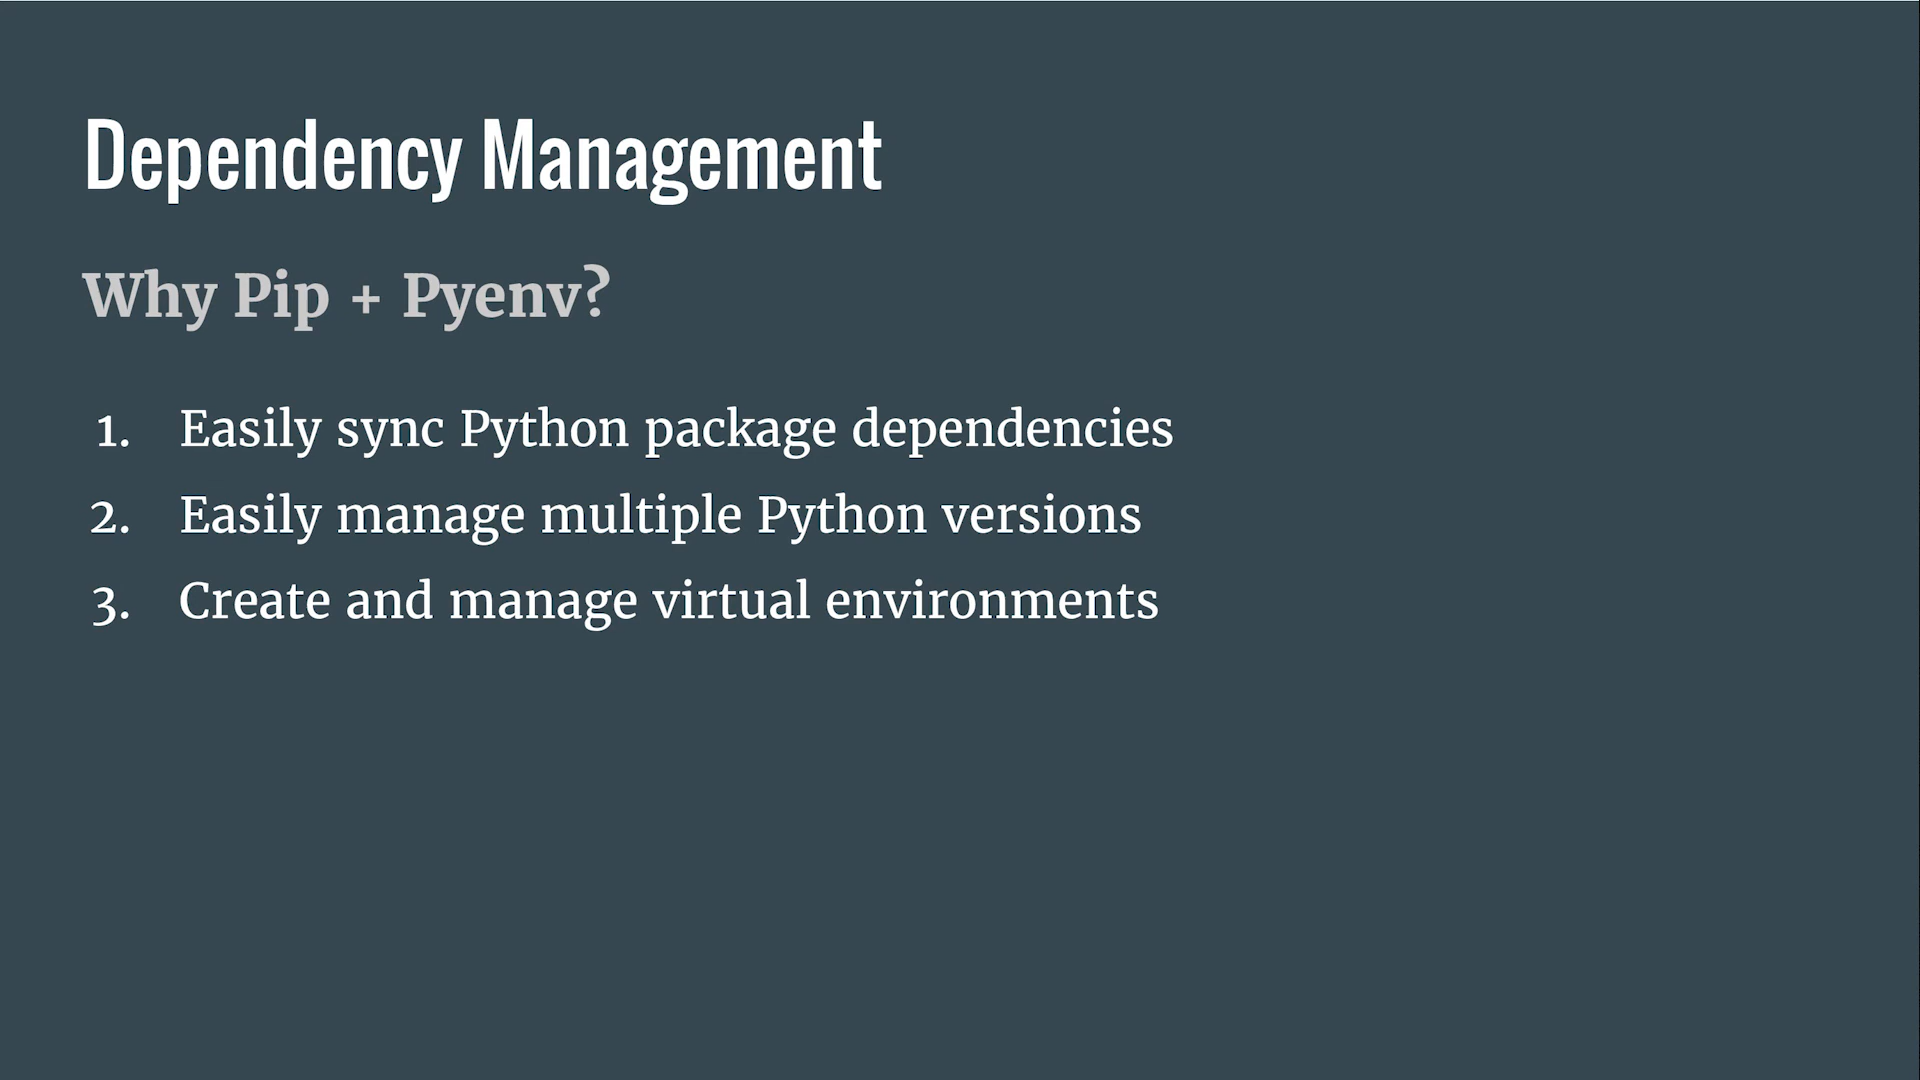 Dependency Management
Why Pip + Pyenv?
1. Easily sync Python package dependencies
2. Easily manage multiple Python versions
3. Create and manage virtual environments